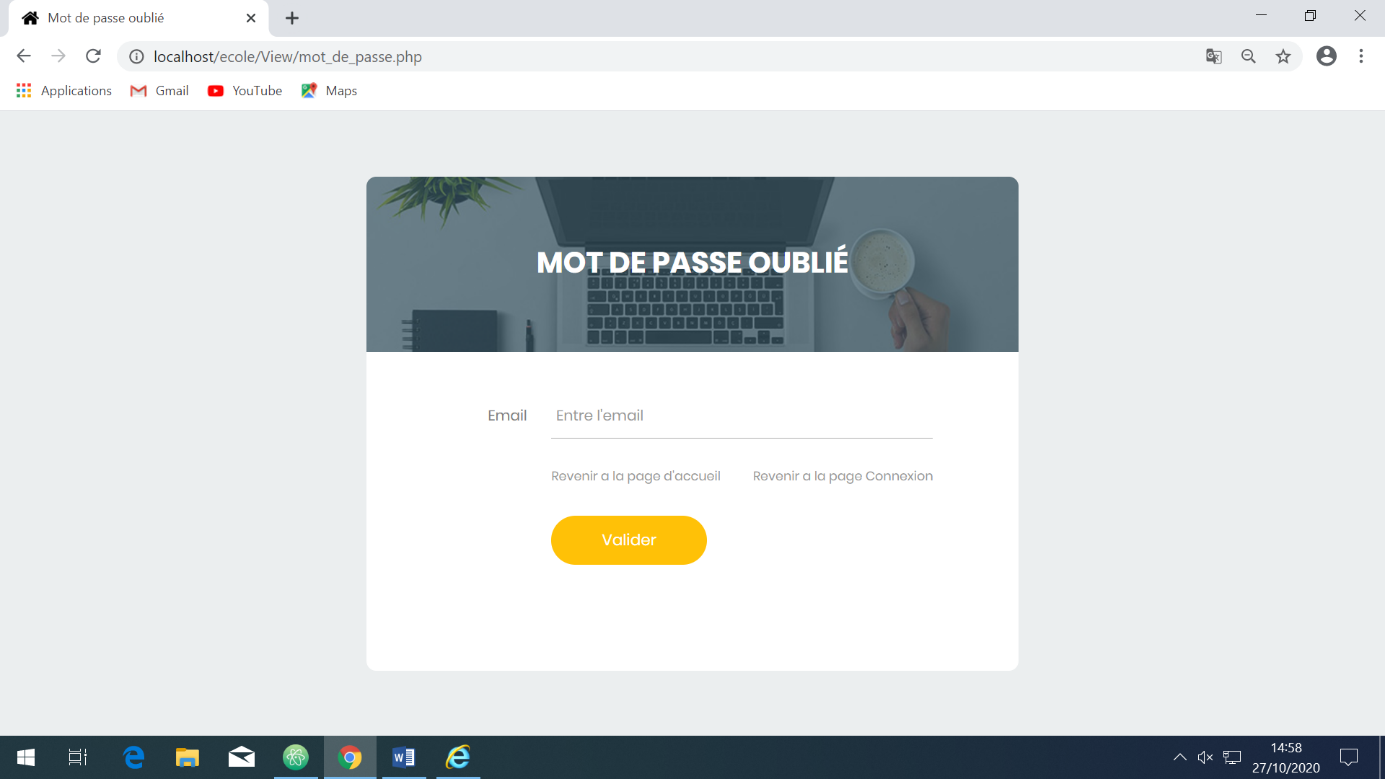 Mot de passe oublié
localhost/ecole/View/mot_de_passe.php
Applications Gmail YouTube Maps
MOT DE PASSE OUBLIÉ
Email Entre l'email
Revenir a la page d'accueil Revenir a la page Connexion
Valider
14:58
27/10/2020